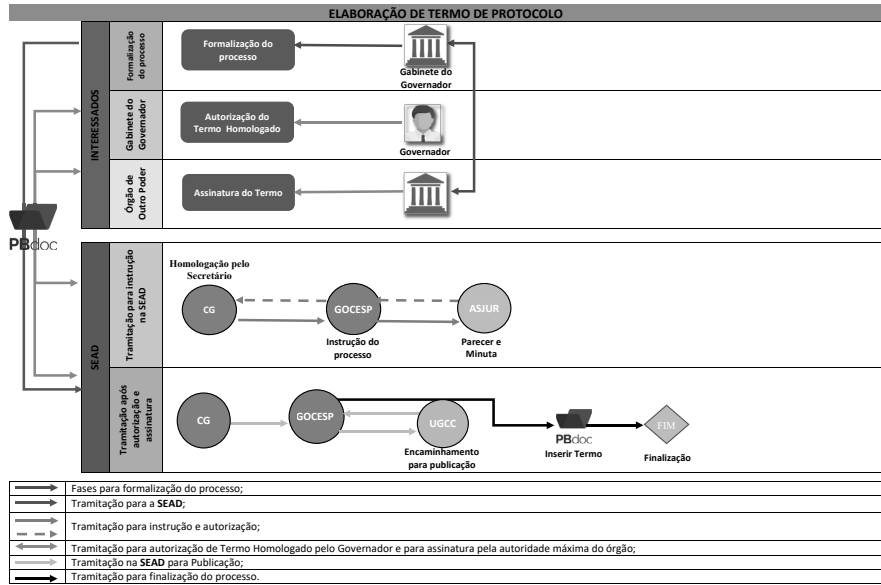 ELABORAÇÃO DE TERMO DE PROTOCOLO
INTERESSADOS
Formalização
do processo
Formalização do
processo
Gabinete do
Governador
Gabinete do
Governador
Autorização do
Termo Homologado
Governador
Órgão de
Outro Poder
Assinatura do Termo
PBdoc
SEAD
Tramitação para instrução
na SEAD
Homologação pelo
Secretário
CG
GOCESP
ASJUR
Instrução do
processo
Parecer e
Minuta
Tramitação após
autorização e
assinatura
CG
GOCESP
UGCC
Encaminhamento
para publicação
PBdoc
Inserir Termo
FIM
Finalização
Fases para formalização do processo;
Tramitação para a SEAD;
Tramitação para instrução e autorização;
Tramitação para autorização de Termo Homologado pelo Governador e para assinatura pela autoridade máxima do órgão;
Tramitação na SEAD para Publicação;
Tramitação para finalização do processo.